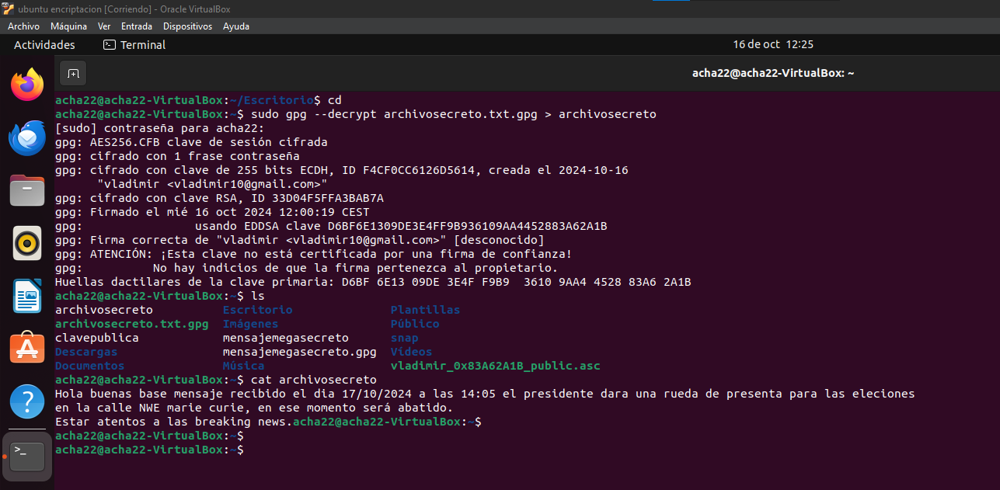 ubuntu encriptacion [Corriendo] - Oracle VirtualBox
Archivo Máquina Ver Entrada Dispositivos Ayuda
Actividades Terminal 16 de oct 12:25
acha22@acha22-VirtualBox: ~
acha22@acha22-VirtualBox:~/Escritorio$ cd
acha22@acha22-VirtualBox:~$ sudo gpg --decrypt archivosecreto.txt.gpg > archivosecreto
[sudo] contraseña para acha22:
gpg: AES256.CFB clave de sesión cifrada
gpg: cifrado con 1 frase contraseña
gpg: cifrado con clave de 255 bits ECDH, ID F4CF0CC6126D5614, creada el 2024-10-16
"vladimir <vladimir10@gmail.com>"
gpg: cifrado con clave RSA, ID 33D04F5FFA3BAB7A
gpg: Firmado el mié 16 oct 2024 12:00:19 CEST
gpg: usando EDDSA clave D6BF6E1309DE3E4FF9B936109AA4452883A62A1B
gpg: Firma correcta de "vladimir <vladimir10@gmail.com>" [desconocido]
gpg: ATENCIÓN: ¡Esta clave no está certificada por una firma de confianza!
gpg: No hay indicios de que la firma pertenezca al propietario.
Huellas dactilares de la clave primaria: D6BF 6E13 09DE 3E4F F9B9 3610 9AA4 4528 83A6 2A1B
acha22@acha22-VirtualBox:~$ ls
archivosecreto Escritorio Plantillas
archivosecreto.txt.gpg Imágenes Público
clavepublica mensajemegasecreto snap
Descargas mensajemegasecreto.gpg Vídeos
Documentos Música vladimir_0x83A62A1B_public.asc
acha22@acha22-VirtualBox:~$ cat archivosecreto
Hola buenas base mensaje recibido el dia 17/10/2024 a las 14:05 el presidente dara una rueda de presenta para las eleciones
en la calle NWE marie curie, en ese momento será abatido.
Estar atentos a las breaking news.acha22@acha22-VirtualBox:~$
acha22@acha22-VirtualBox:~$
acha22@acha22-VirtualBox:~$